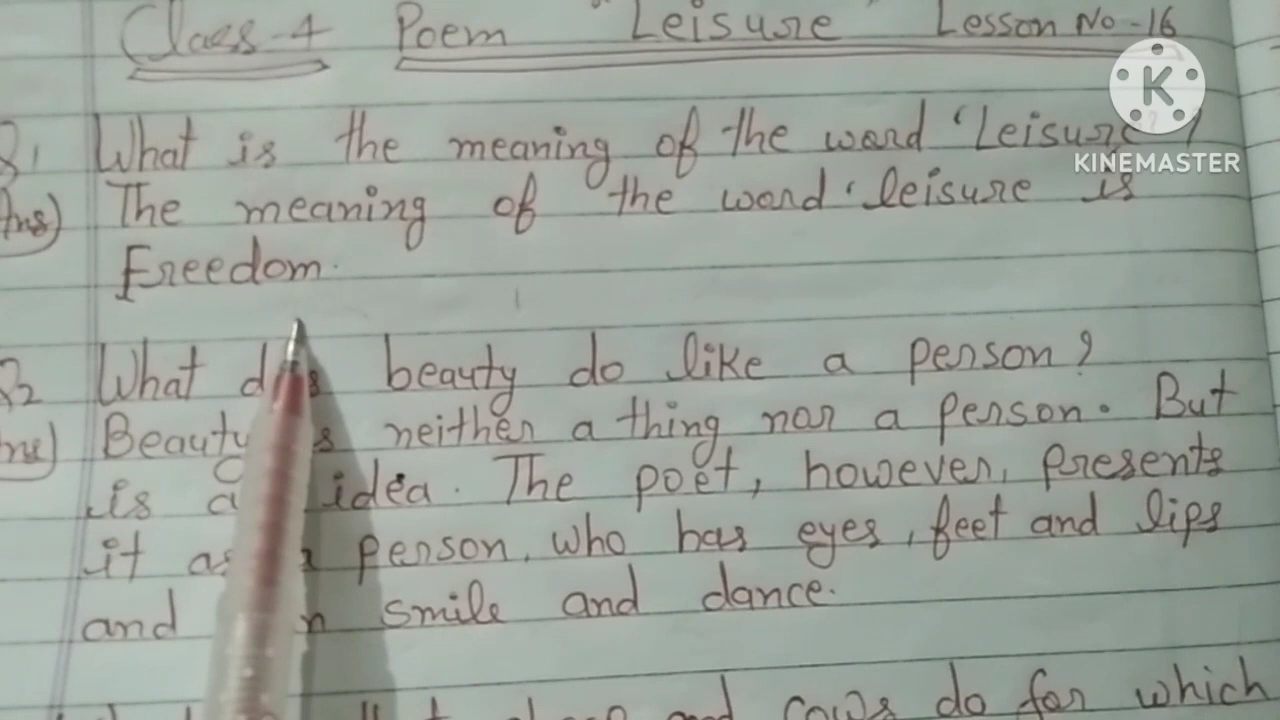 Class-4 Poem "Leisure" Lesson No-16
Q1 What is the meaning of the word 'Leisure'?
Ans) The meaning of the word 'leisure is
Freedom.
Q2 What beauty do like a person?
Ans) Beauty neither a thing nor a person. But
is idea. The poet, however, presents
it as person, who has eyes, feet and lips
and smile and dance.
and cows do for which
K
KINEMASTER